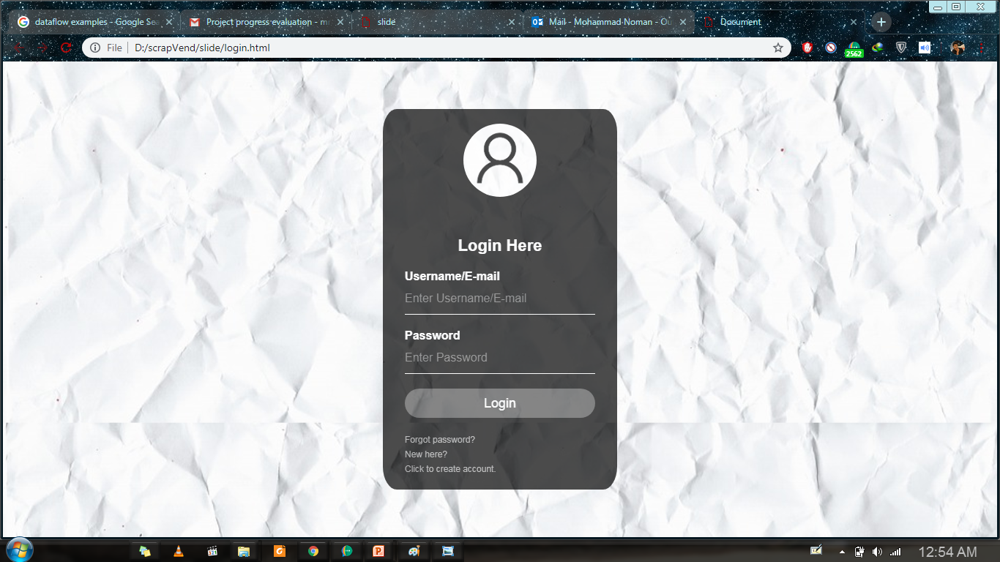 dataflow examples - Google Sea
Project progress evaluation - mr
slide
Mail - Mohammad Noman - Ou
Document
File
D:/scrapVend/slide/login.html
2562
Login Here
Username/E-mail
Enter Username/E-mail
Password
Enter Password
Login
Forgot password?
New here?
Click to create account.
12:54 AM